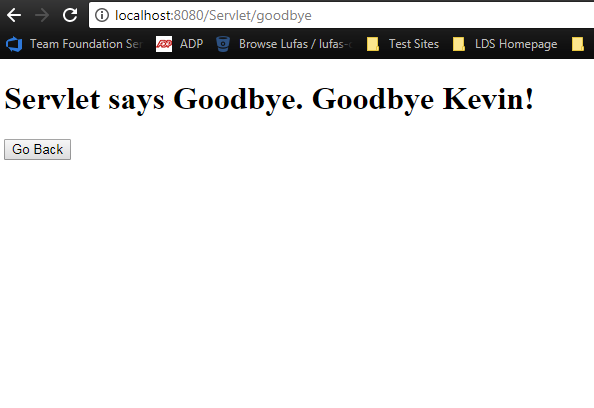 localhost:8080/Servlet/goodbye
Team Foundation Ser ADP Browse Lufas / lufas- Test Sites LDS Homepage
Servlet says Goodbye. Goodbye Kevin!
Go Back